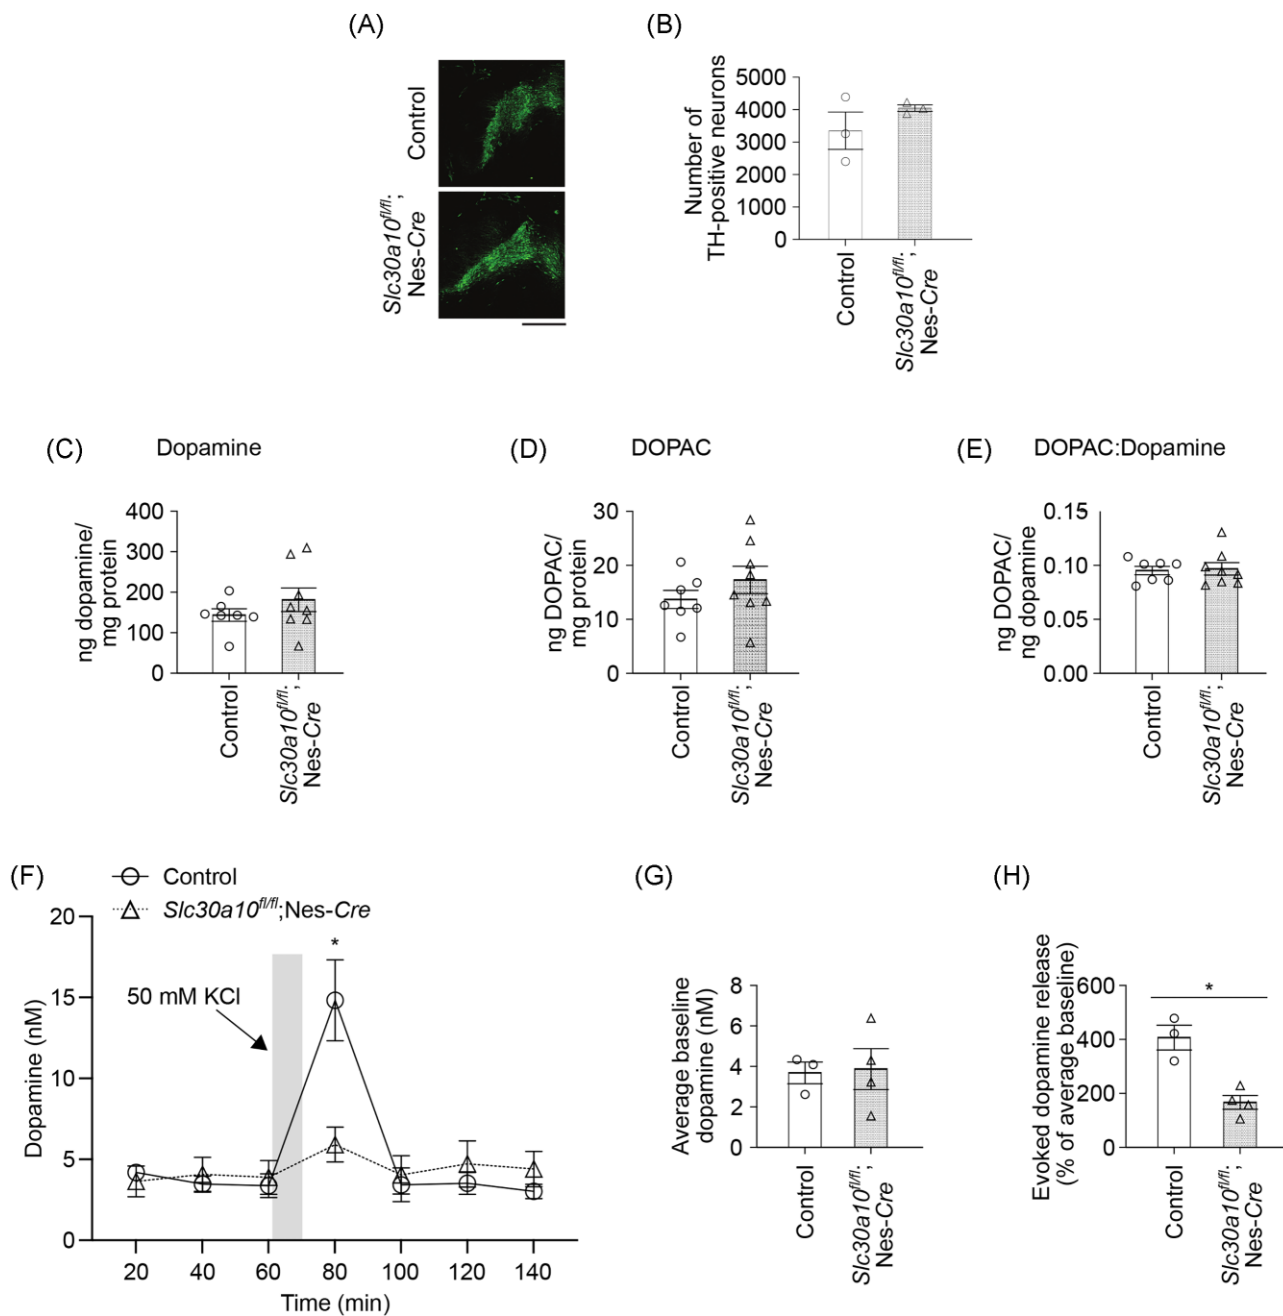 (A)
Control
Slc30a10fl/fl;
Nes-Cre
(B)
Number of
TH-positive neurons
5000
4000
3000
2000
1000
0
Control
Slc30a10fl/fl;
Nes-Cre
(C)
Dopamine
ng dopamine/
mg protein
400
300
200
100
0
Control
Slc30a10fl/fl;
Nes-Cre
(D)
DOPAC
ng DOPAC/
mg protein
30
20
10
0
Control
Slc30a10fl/fl;
Nes-Cre
(E)
DOPAC:Dopamine
ng DOPAC/
ng dopamine
0.15
0.10
0.05
0.00
Control
Slc30a10fl/fl;
Nes-Cre
(F)
Control
Slc30a10fl/fl;Nes-Cre
Dopamine (nM)
20
15
10
5
0
50 mM KCl
*
20 40 60 80 100 120 140
Time (min)
(G)
Average baseline
dopamine (nM)
8
6
4
2
0
Control
Slc30a10fl/fl;
Nes-Cre
(H)
Evoked dopamine release
(% of average baseline)
600
400
200
0
*
Control
Slc30a10fl/fl;
Nes-Cre